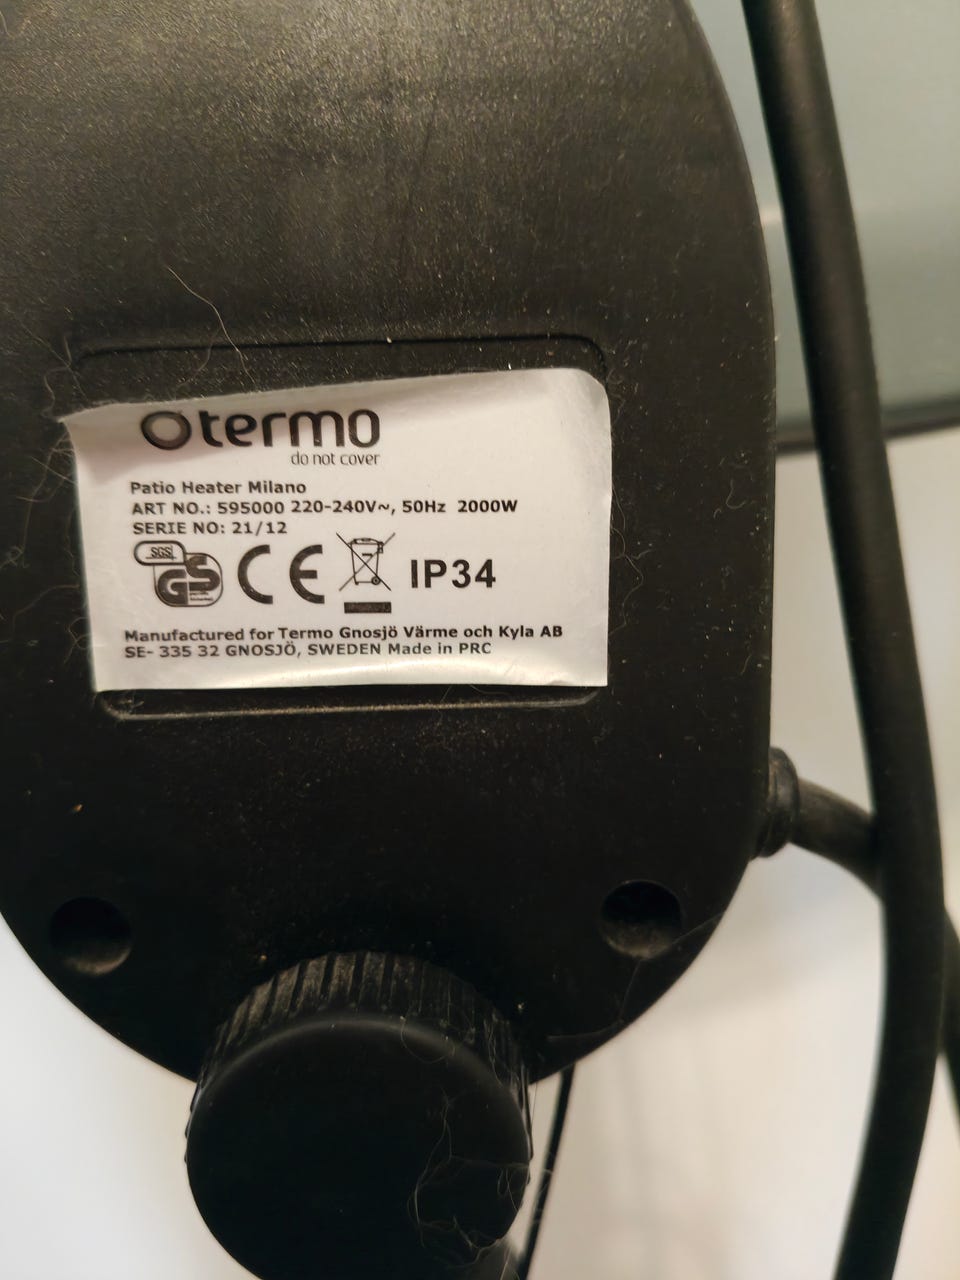 termo
do not cover
Patio Heater Milano
ART NO.: 595000 220-240V~, 50Hz 2000W
SERIE NO: 21/12
SGS GS CE IP34
Manufactured for Termo Gnosjö Värme och Kyla AB
SE- 335 32 GNOSJÖ, SWEDEN Made in PRC